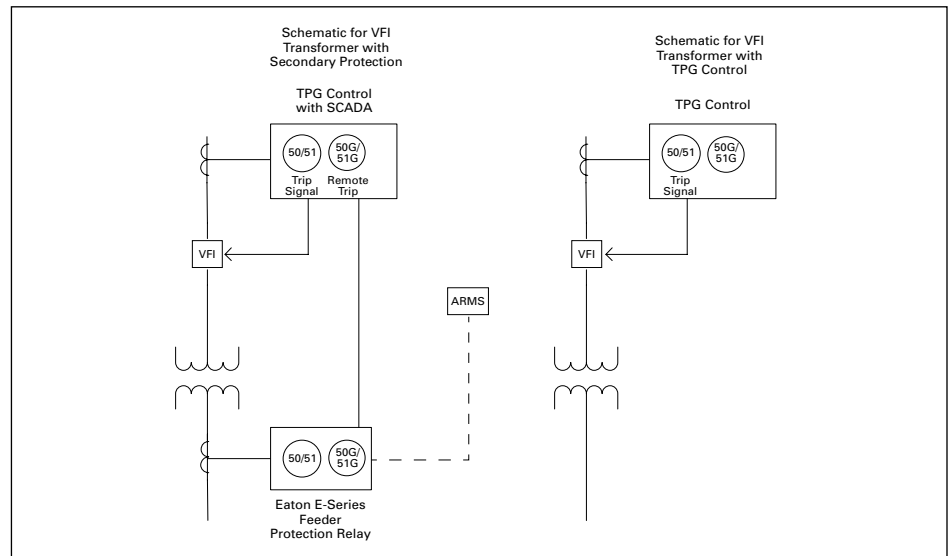 Schematic for VFI
Transformer with
Secondary Protection
TPG Control
with SCADA
50/51
50G/
51G
Trip
Signal
Remote
Trip
VFI
ARMS
50/51
50G/
51G
Eaton E-Series
Feeder
Protection Relay
Schematic for VFI
Transformer with
TPG Control
TPG Control
50/51
50G/
51G
Trip
Signal
VFI